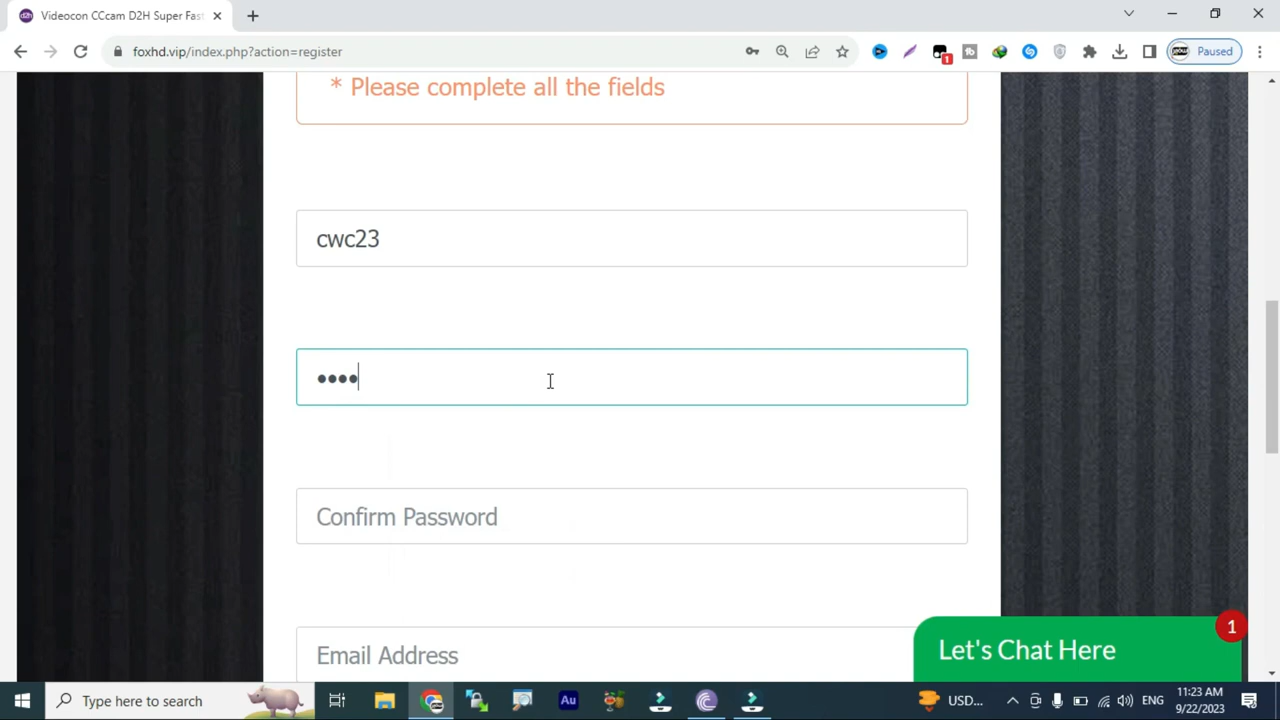 Videocon CCcam D2H Super Fast
foxhd.vip/index.php?action=register
1
Paused
* Please complete all the fields
cwc23
••••
Confirm Password
Email Address
Let's Chat Here
1
Type here to search
Au
USD...
ENG
11:23 AM
9/22/2023